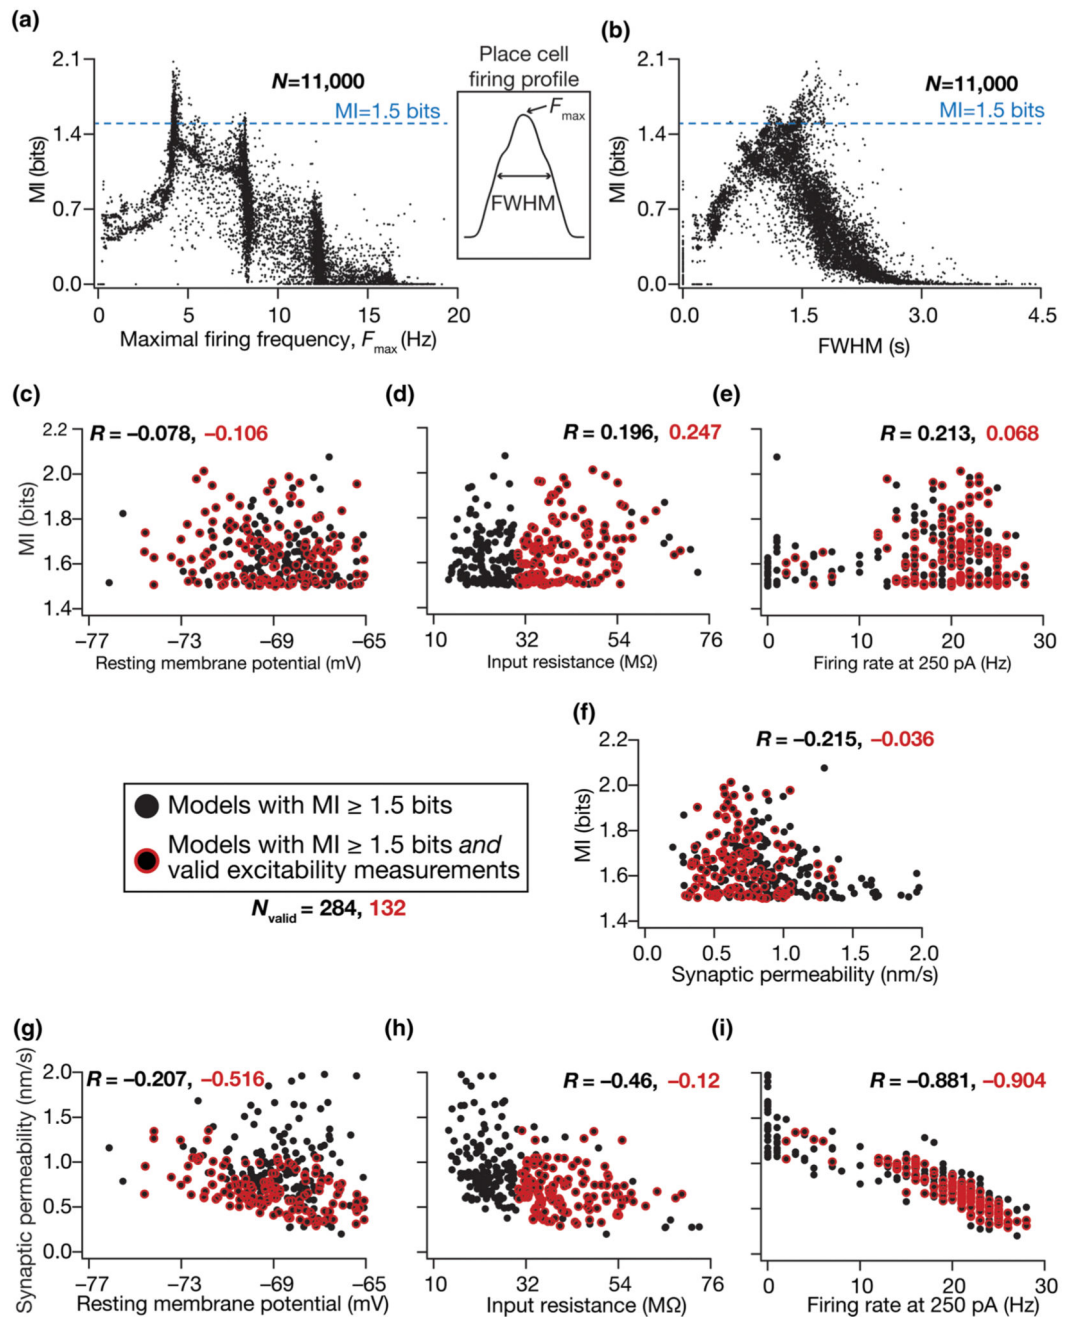 (a)
2.1
1.4
0.7
0.0
MI (bits)
N=11,000
MI=1.5 bits
0 5 10 15 20
Maximal firing frequency, Fmax (Hz)
Place cell
firing profile
Fmax
FWHM
(b)
2.1
1.4
0.7
0.0
MI (bits)
N=11,000
MI=1.5 bits
0.0 1.5 3.0 4.5
FWHM (s)
(c)
R = −0.078, −0.106
2.2
2.0
1.8
1.6
1.4
MI (bits)
−77 −73 −69 −65
Resting membrane potential (mV)
(d)
R = 0.196, 0.247
10 32 54 76
Input resistance (MΩ)
(e)
R = 0.213, 0.068
0 10 20 30
Firing rate at 250 pA (Hz)
(f)
R = −0.215, −0.036
2.2
2.0
1.8
1.6
1.4
MI (bits)
0.0 0.5 1.0 1.5 2.0
Synaptic permeability (nm/s)
Models with MI ≥ 1.5 bits
Models with MI ≥ 1.5 bits and
valid excitability measurements
Nvalid = 284, 132
(g)
R = −0.207, −0.516
2.0
1.5
1.0
0.5
0.0
Synaptic permeability (nm/s)
−77 −73 −69 −65
Resting membrane potential (mV)
(h)
R = −0.46, −0.12
10 32 54 76
Input resistance (MΩ)
(i)
R = −0.881, −0.904
0 10 20 30
Firing rate at 250 pA (Hz)